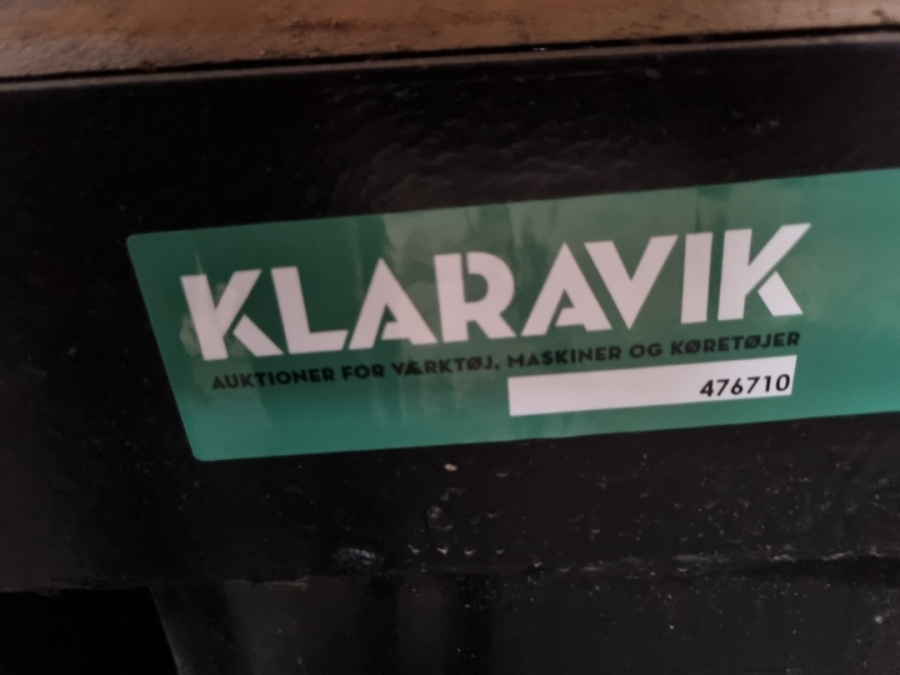 KLARAVIK
AUKTIONER FOR VÆRKTØJ, MASKINER OG KØRETØJER
476710